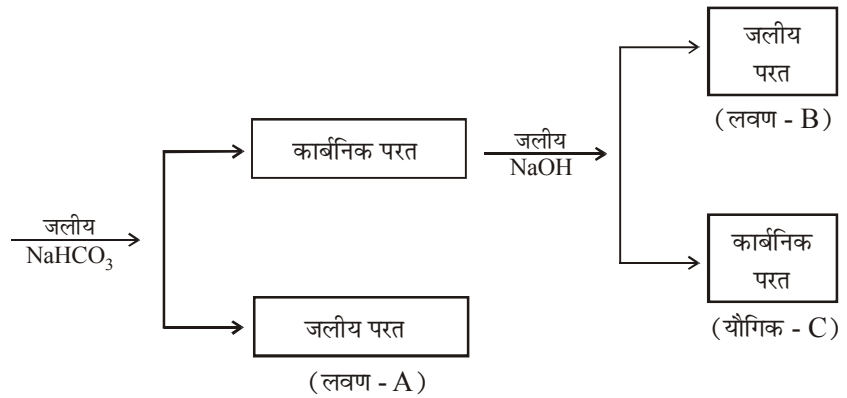 जलीय
परत
(लवण - B)
कार्बनिक परत
जलीय
NaOH
जलीय
NaHCO3
कार्बनिक
परत
(यौगिक - C)
जलीय परत
(लवण - A)